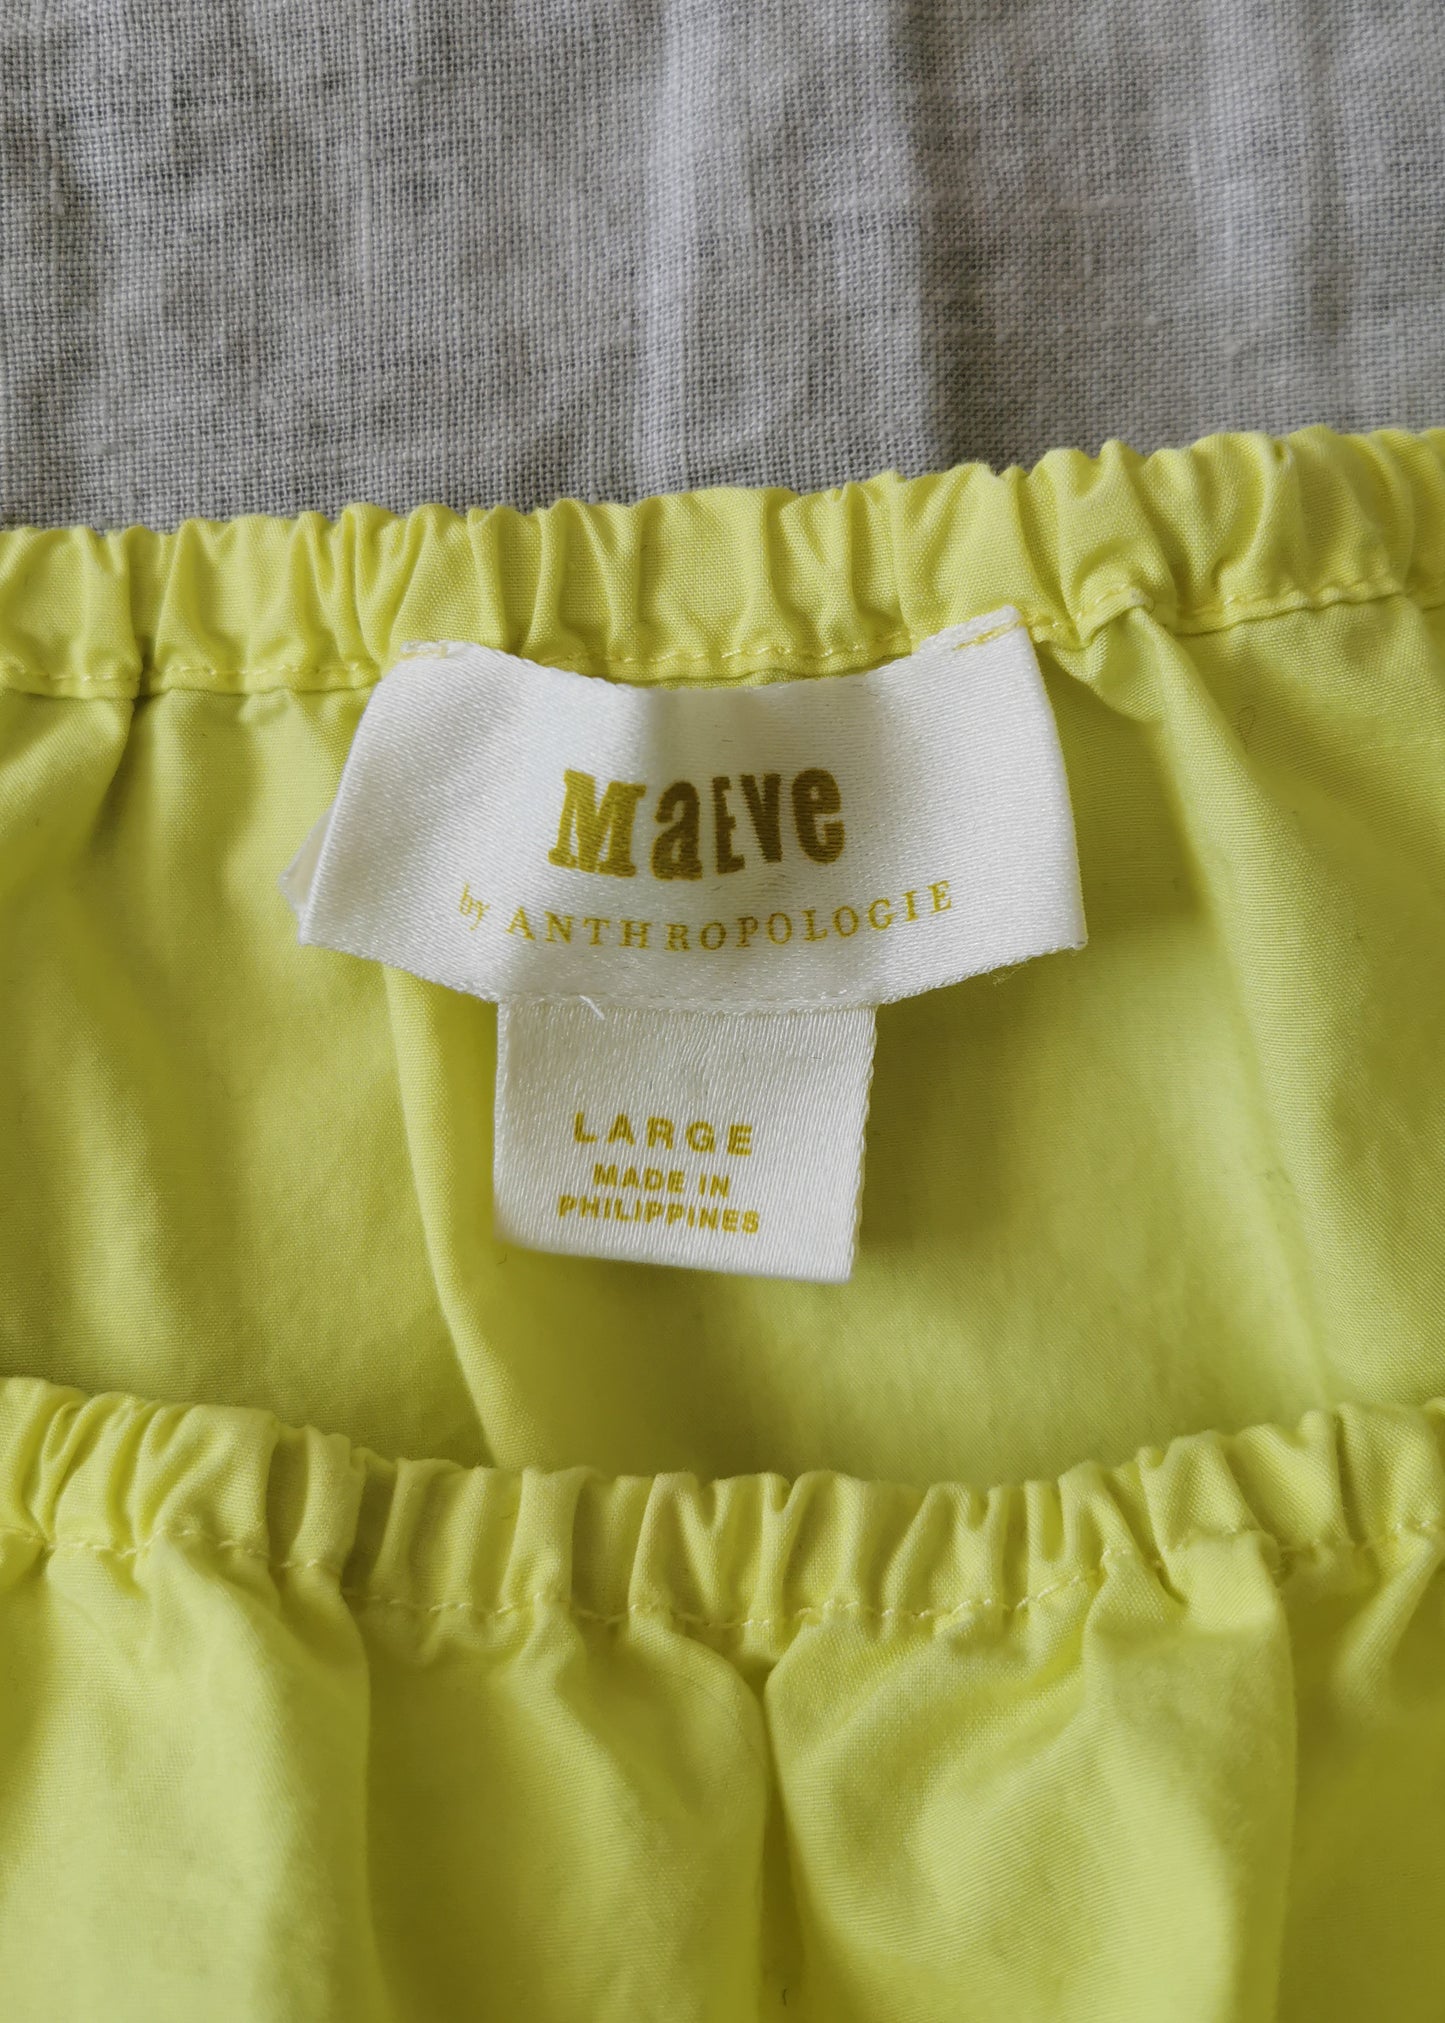 Maeve
by ANTHROPOLOGIE
LARGE
MADE IN
PHILIPPINES